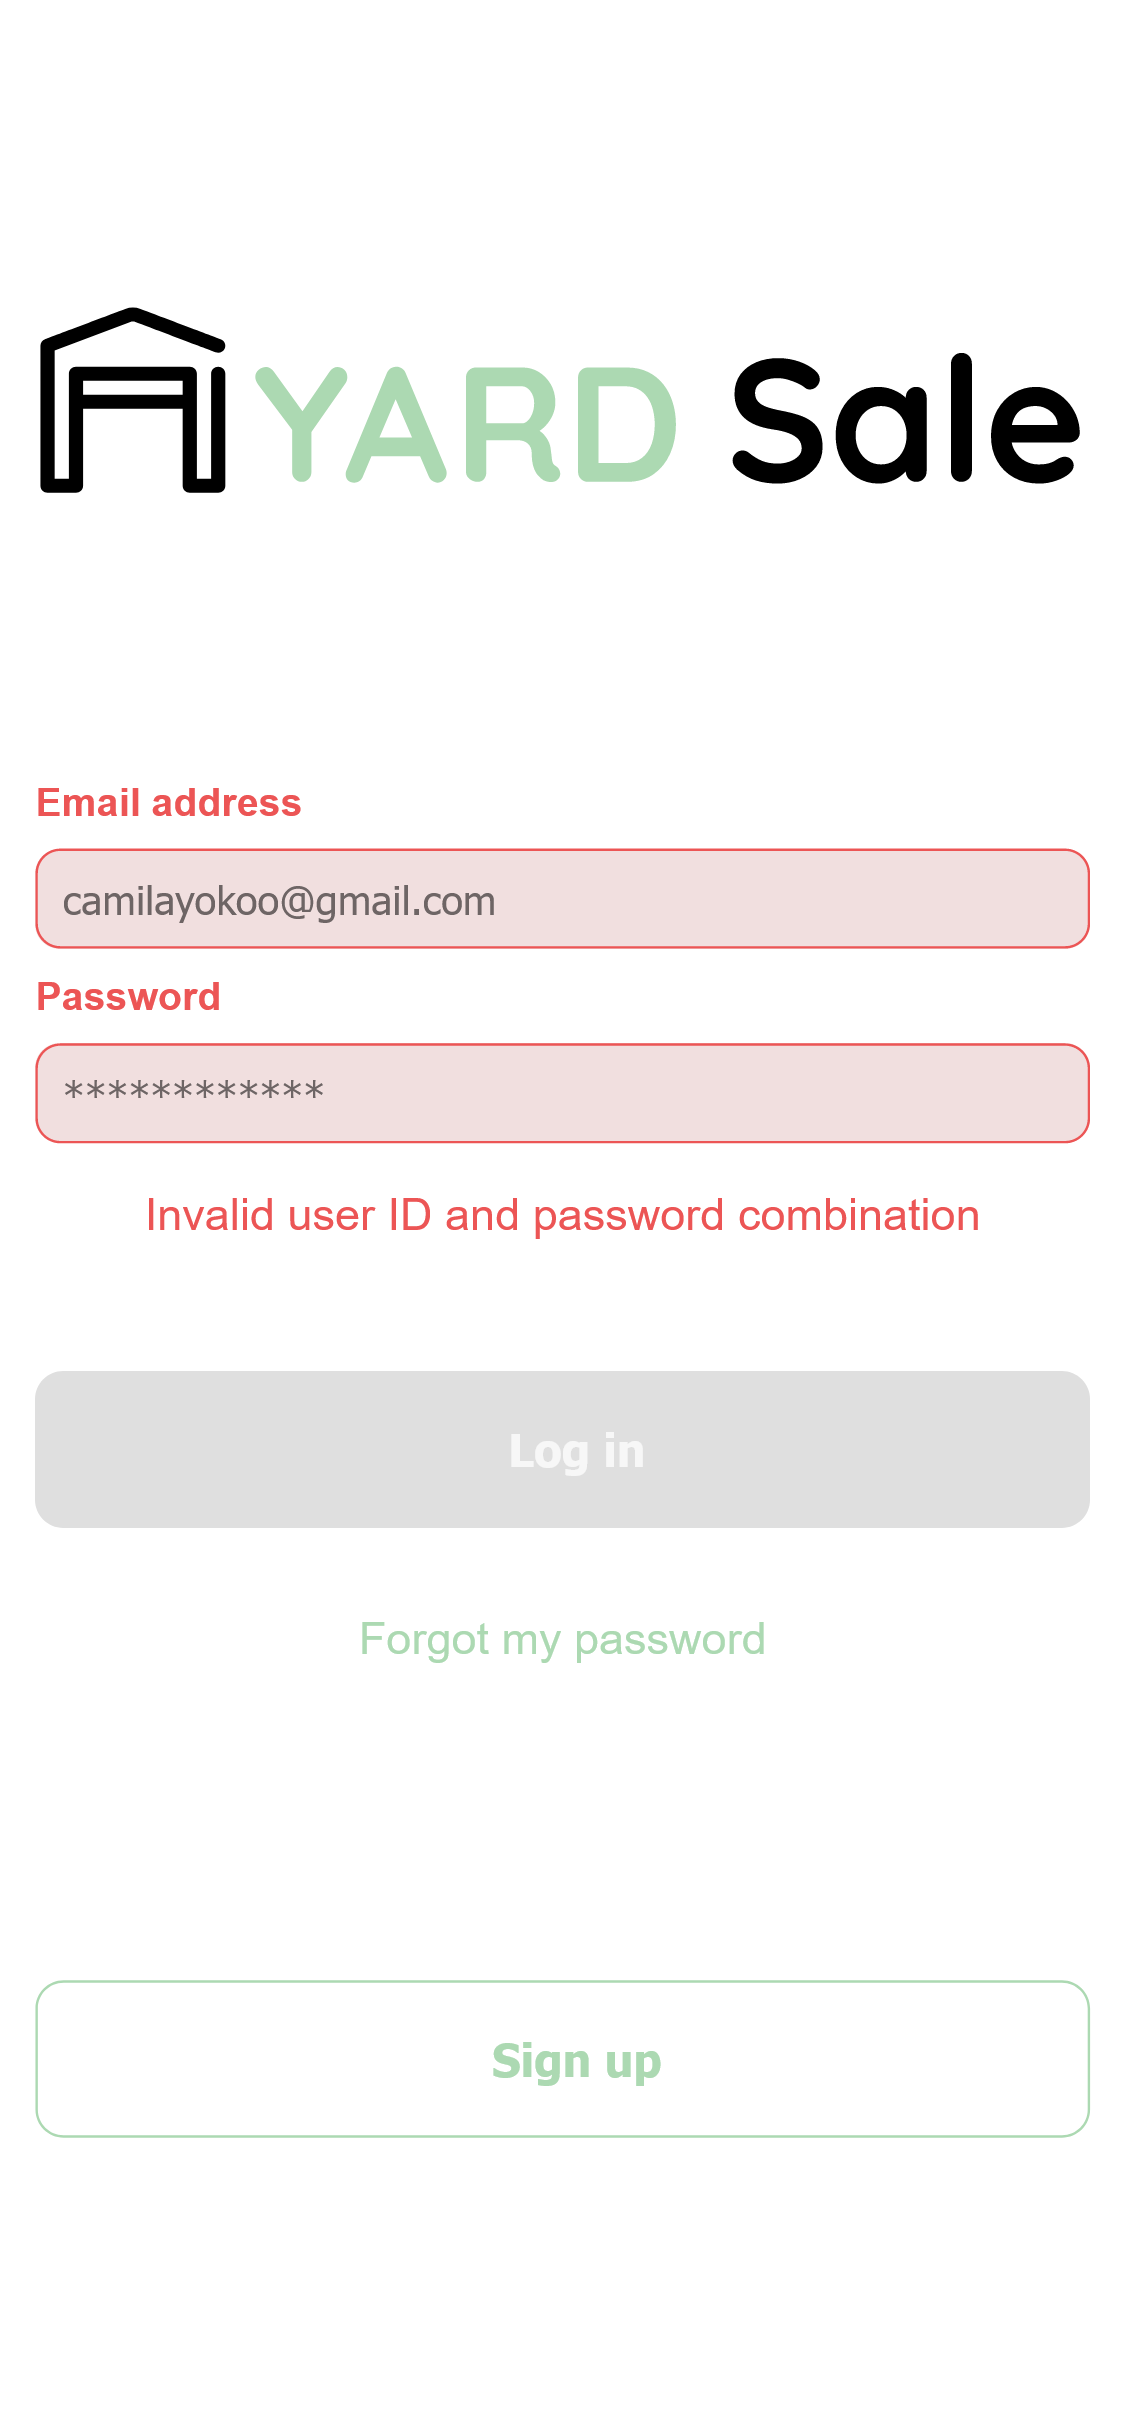 YARD Sale
Email address
camilayokoo@gmail.com
Password
************
Invalid user ID and password combination
Log in
Forgot my password
Sign up